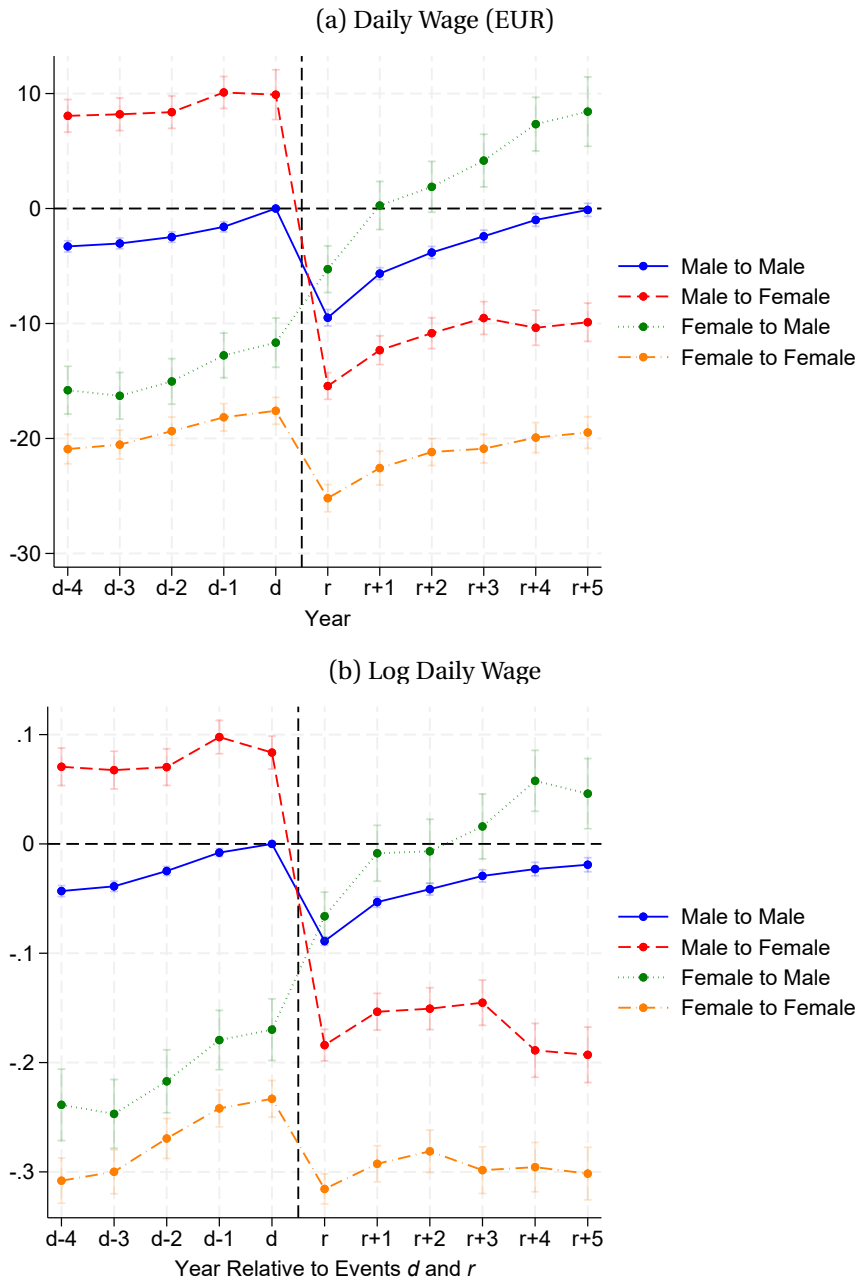 (a) Daily Wage (EUR)
10
0
-10
-20
-30
d-4 d-3 d-2 d-1 d r r+1 r+2 r+3 r+4 r+5
Year
Male to Male
Male to Female
Female to Male
Female to Female
(b) Log Daily Wage
.1
0
-.1
-.2
-.3
d-4 d-3 d-2 d-1 d r r+1 r+2 r+3 r+4 r+5
Year Relative to Events d and r
Male to Male
Male to Female
Female to Male
Female to Female